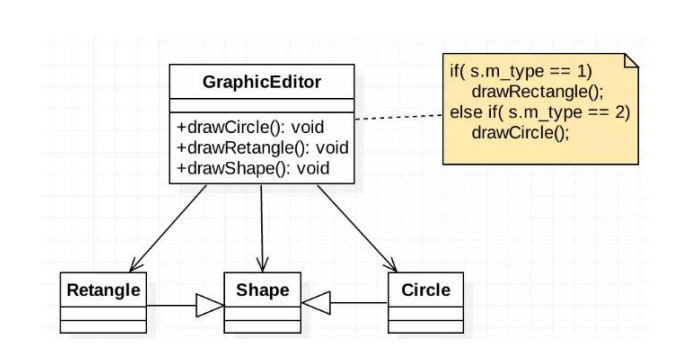 GraphicEditor
+drawCircle(): void
+drawRetangle(): void
+drawShape(): void
if( s.m_type == 1)
drawRectangle();
else if( s.m_type == 2)
drawCircle();
Retangle
Shape
Circle